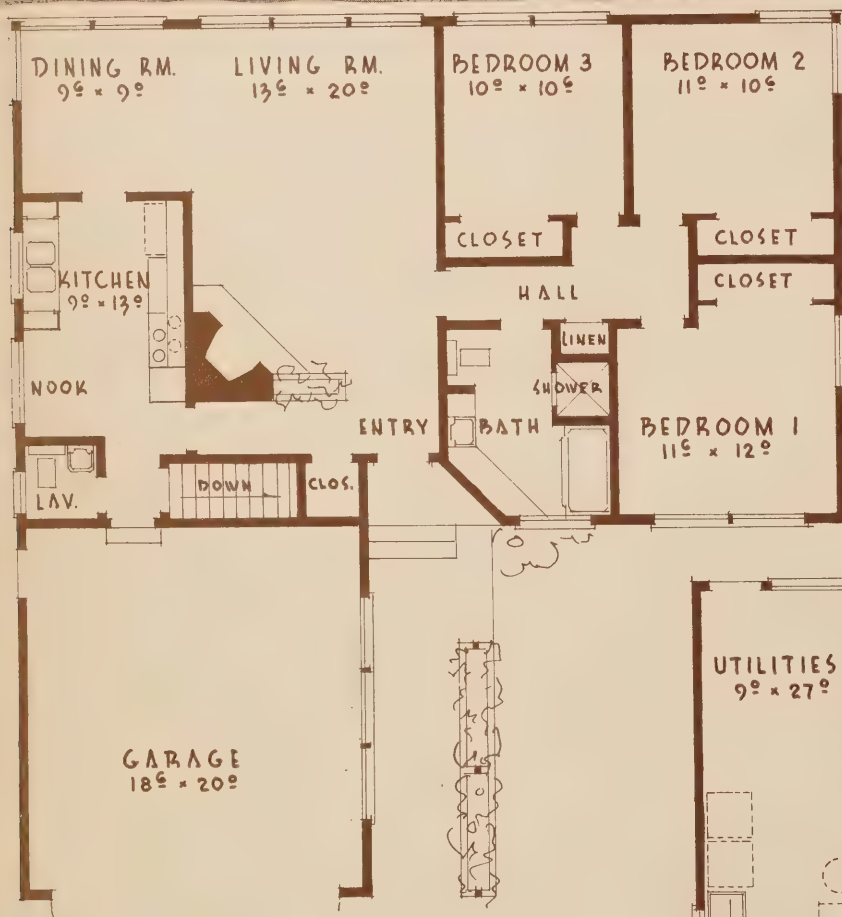 DINING RM.
9⁶ × 9⁰
LIVING RM.
13⁶ × 20⁰
BEDROOM 3
10⁰ × 10⁶
BEDROOM 2
11⁰ × 10⁶
CLOSET
CLOSET
KITCHEN
9⁰ × 13⁰
HALL
CLOSET
LINEN
NOOK
SHOWER
ENTRY
BATH
BEDROOM 1
11⁶ × 12⁰
LAV.
DOWN
CLOS.
UTILITIES
9⁰ × 27⁰
GARAGE
18⁶ × 20⁰